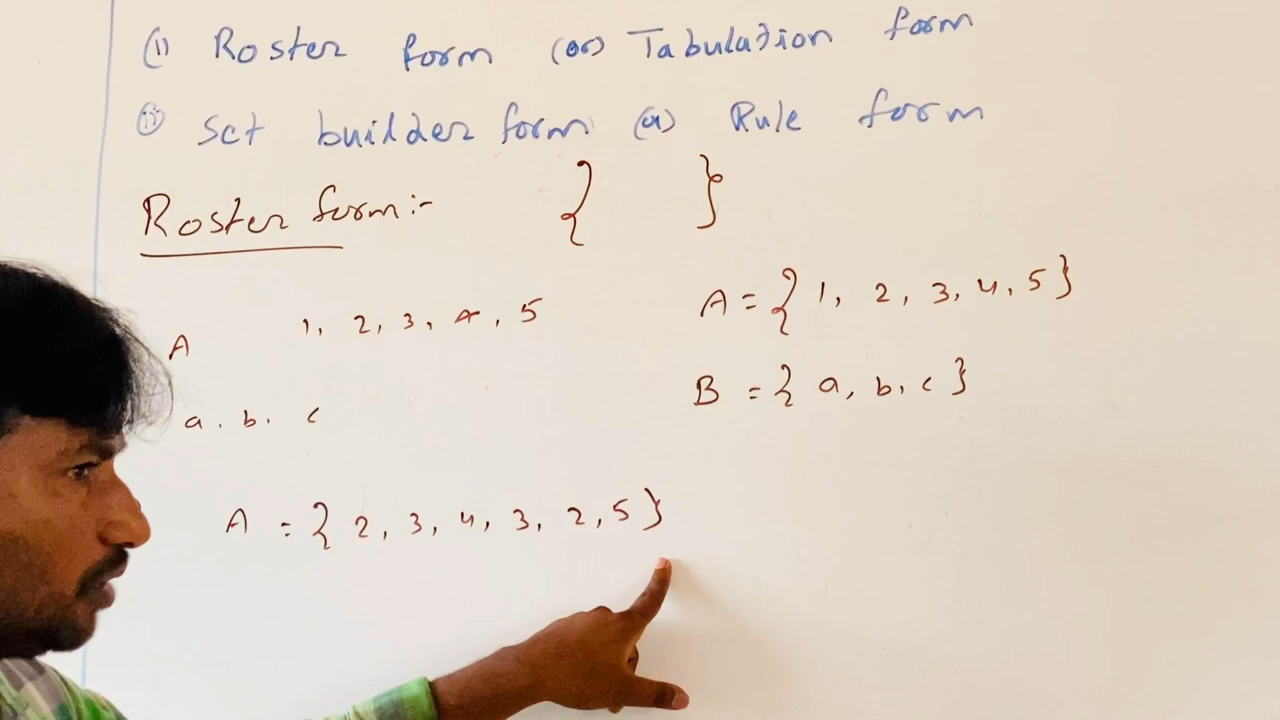 (i) Roster form (or) Tabulation form
(ii) Set builder form (or) Rule form
Roster form :- { }
A 1, 2, 3, 4, 5
A = { 1, 2, 3, 4, 5 }
a, b, c
B = { a, b, c }
A = { 2, 3, 4, 3, 2, 5 }